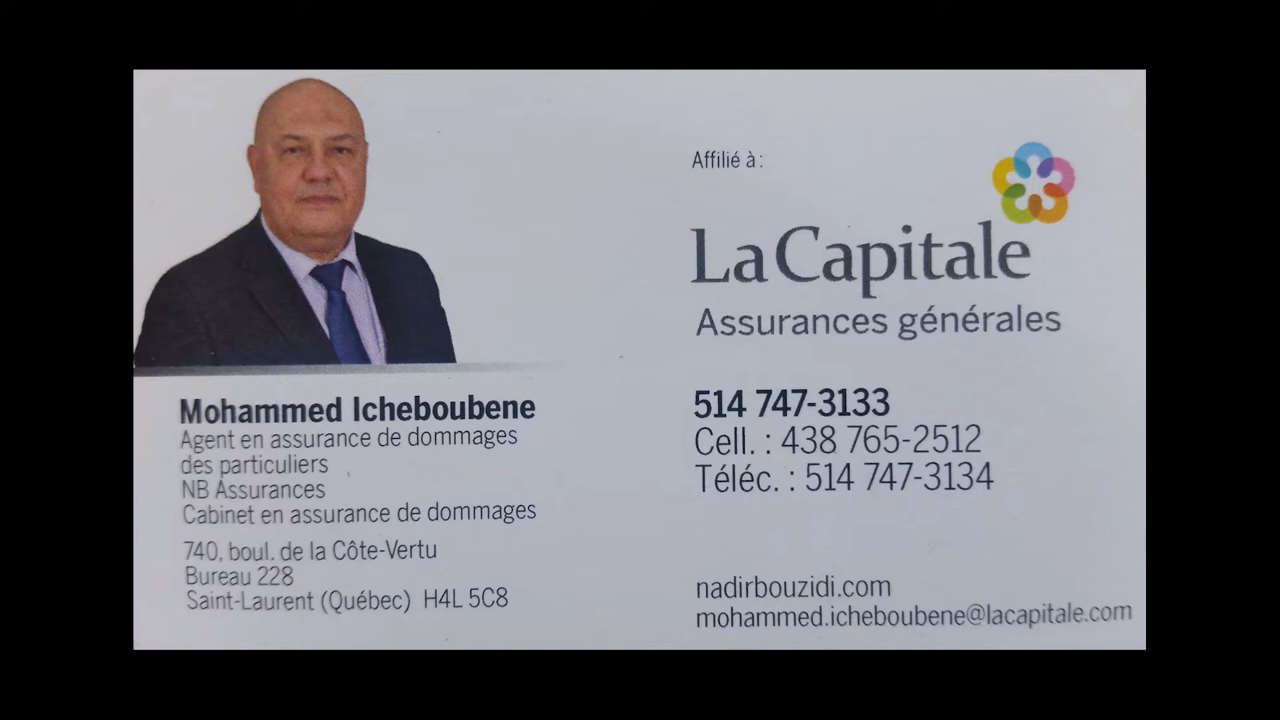 Mohammed Icheboubene
Agent en assurance de dommages
des particuliers
NB Assurances
Cabinet en assurance de dommages
740, boul. de la Côte-Vertu
Bureau 228
Saint-Laurent (Québec) H4L 5C8
Affilié à :
La Capitale
Assurances générales
514 747-3133
Cell. : 438 765-2512
Téléc. : 514 747-3134
nadirbouzidi.com
mohammed.icheboubene@lacapitale.com